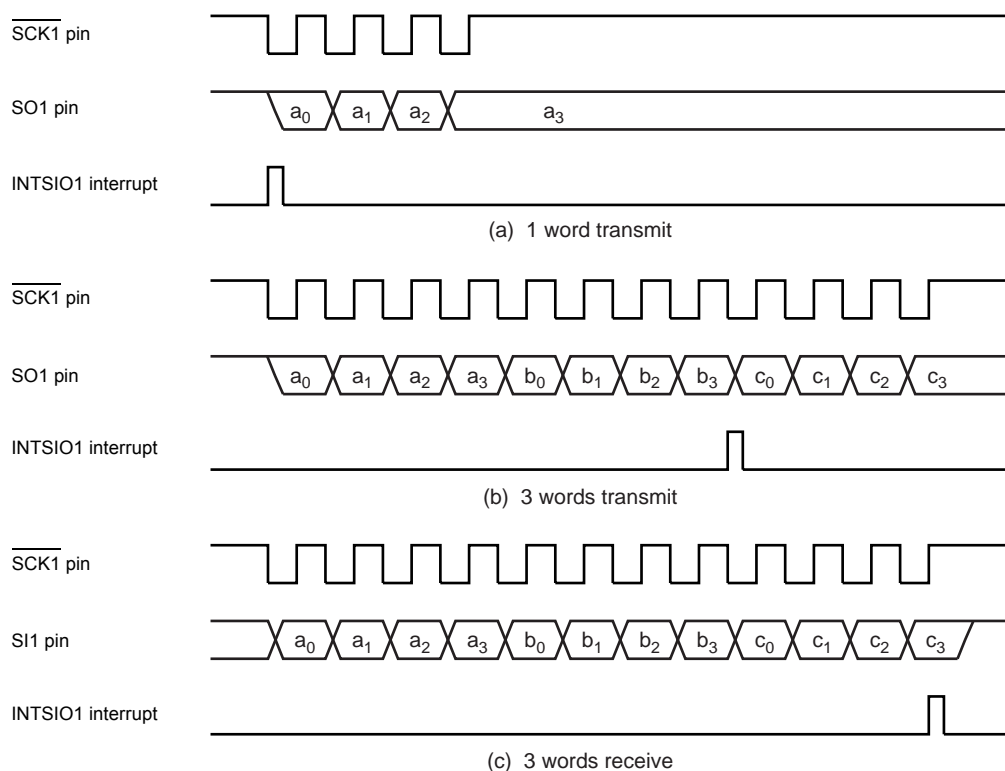 SCK1 pin
SO1 pin
a0 a1 a2 a3
INTSIO1 interrupt
(a) 1 word transmit
SCK1 pin
SO1 pin
a0 a1 a2 a3 b0 b1 b2 b3 c0 c1 c2 c3
INTSIO1 interrupt
(b) 3 words transmit
SCK1 pin
SI1 pin
a0 a1 a2 a3 b0 b1 b2 b3 c0 c1 c2 c3
INTSIO1 interrupt
(c) 3 words receive